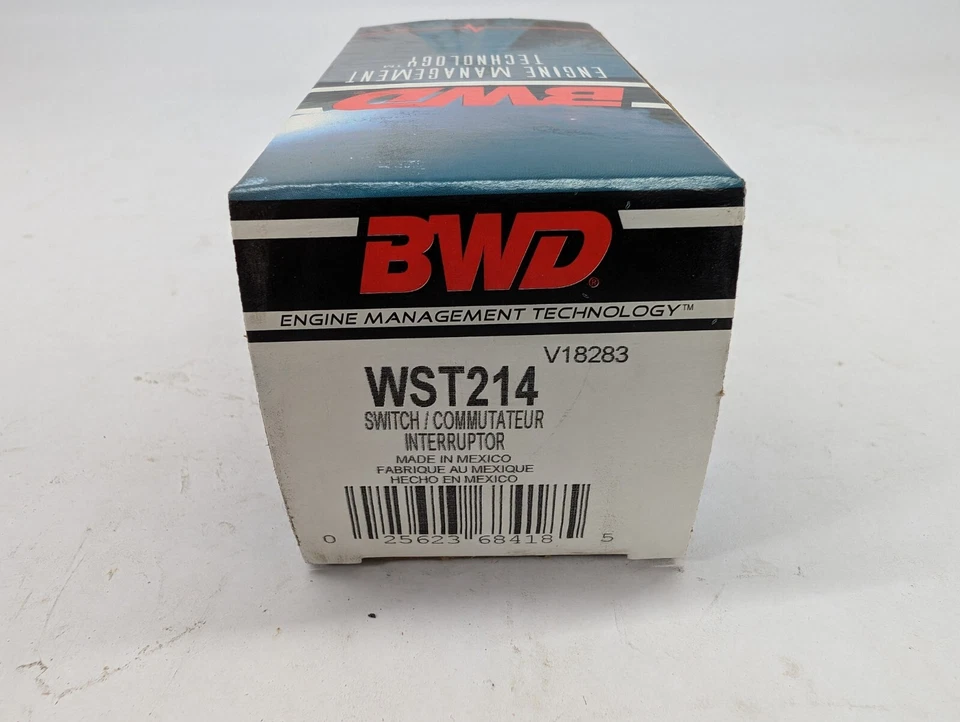 ENGINE MANAGEMENT
TECHNOLOGY™
BWD
BWD®
ENGINE MANAGEMENT TECHNOLOGY™
V18283
WST214
SWITCH / COMMUTATEUR
INTERRUPTOR
MADE IN MEXICO
FABRIQUE AU MEXIQUE
HECHO EN MEXICO
0 25623 68418 5